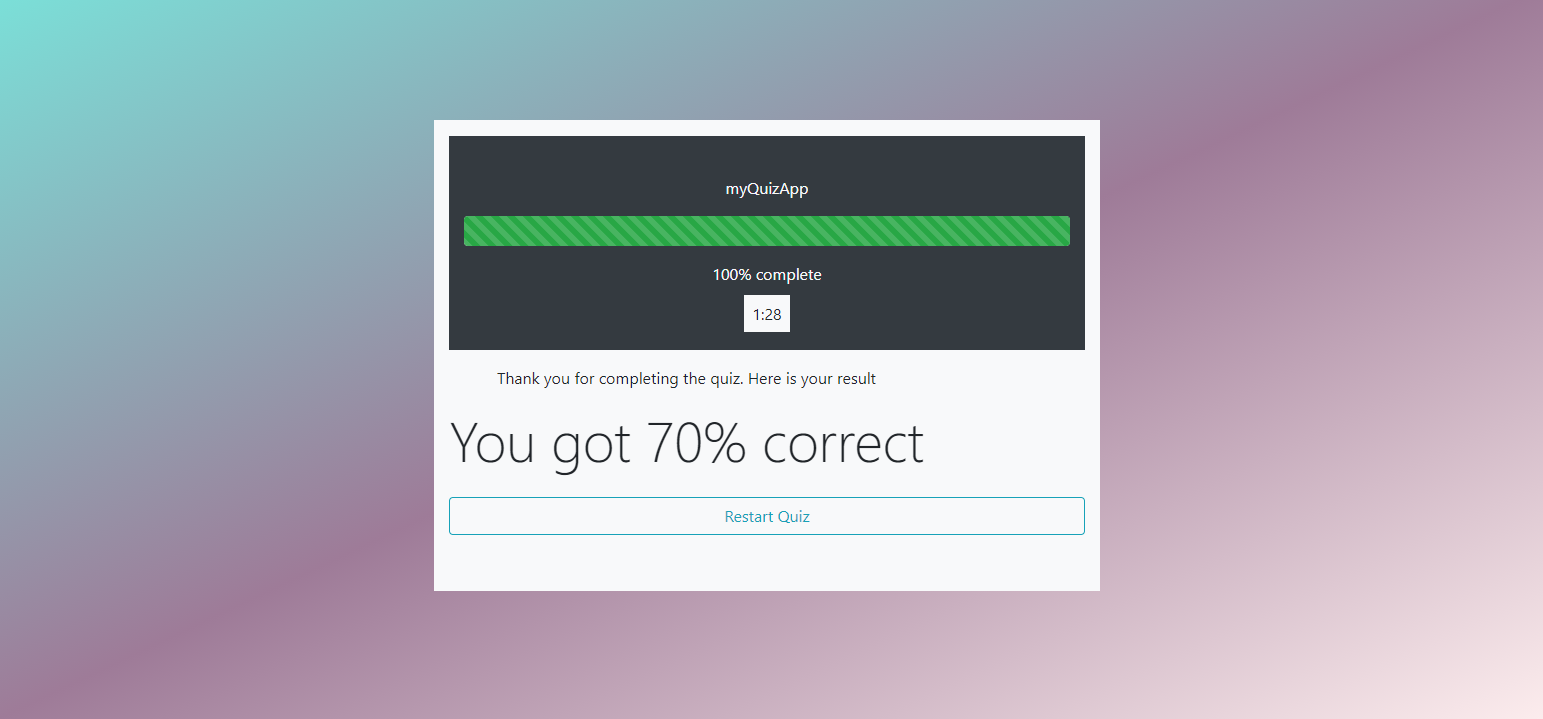 myQuizApp
100% complete
1:28
Thank you for completing the quiz. Here is your result
You got 70% correct
Restart Quiz